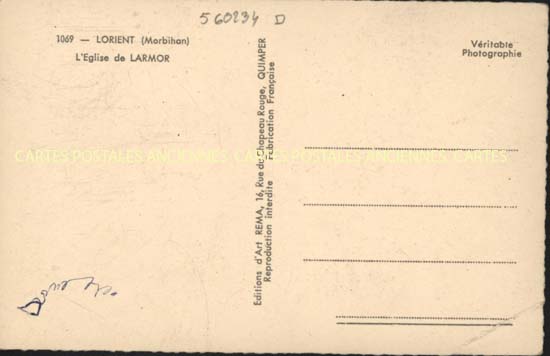 560234 D
1069 — LORIENT (Morbihan)
L'Eglise de LARMOR
Véritable
Photographie
Editions d'Art REMA, 16, Rue du Chapeau Rouge, QUIMPER
Reproduction interdite Fabrication Française
CARTES POSTALES ANCIENNES CARTES POSTALES ANCIENNES CARTES